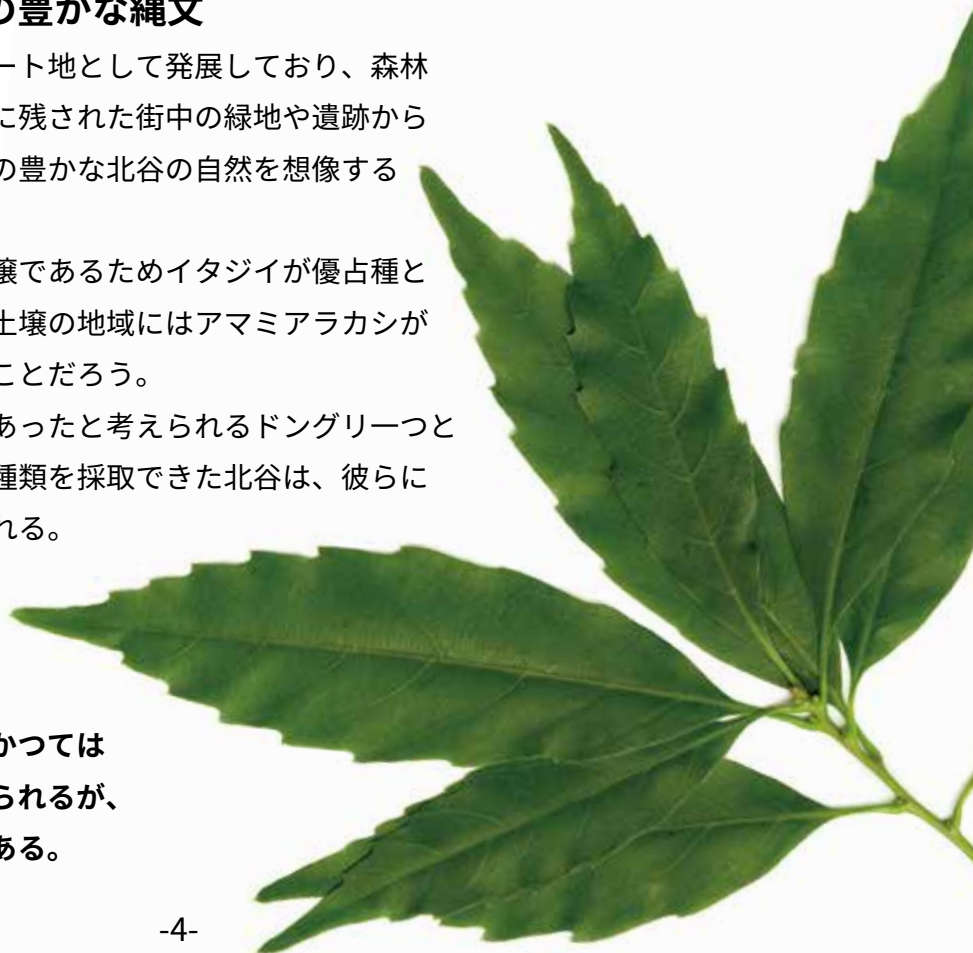 の豊かな縄文
ート地として発展しており、森林
に残された街中の緑地や遺跡から
の豊かな北谷の自然を想像する
壌であるためイタジイが優占種と
土壌の地域にはアマミアラカシが
ことだろう。
あったと考えられるドングリ一つと
種類を採取できた北谷は、彼らに
れる。
かつては
られるが、
ある。
-4-